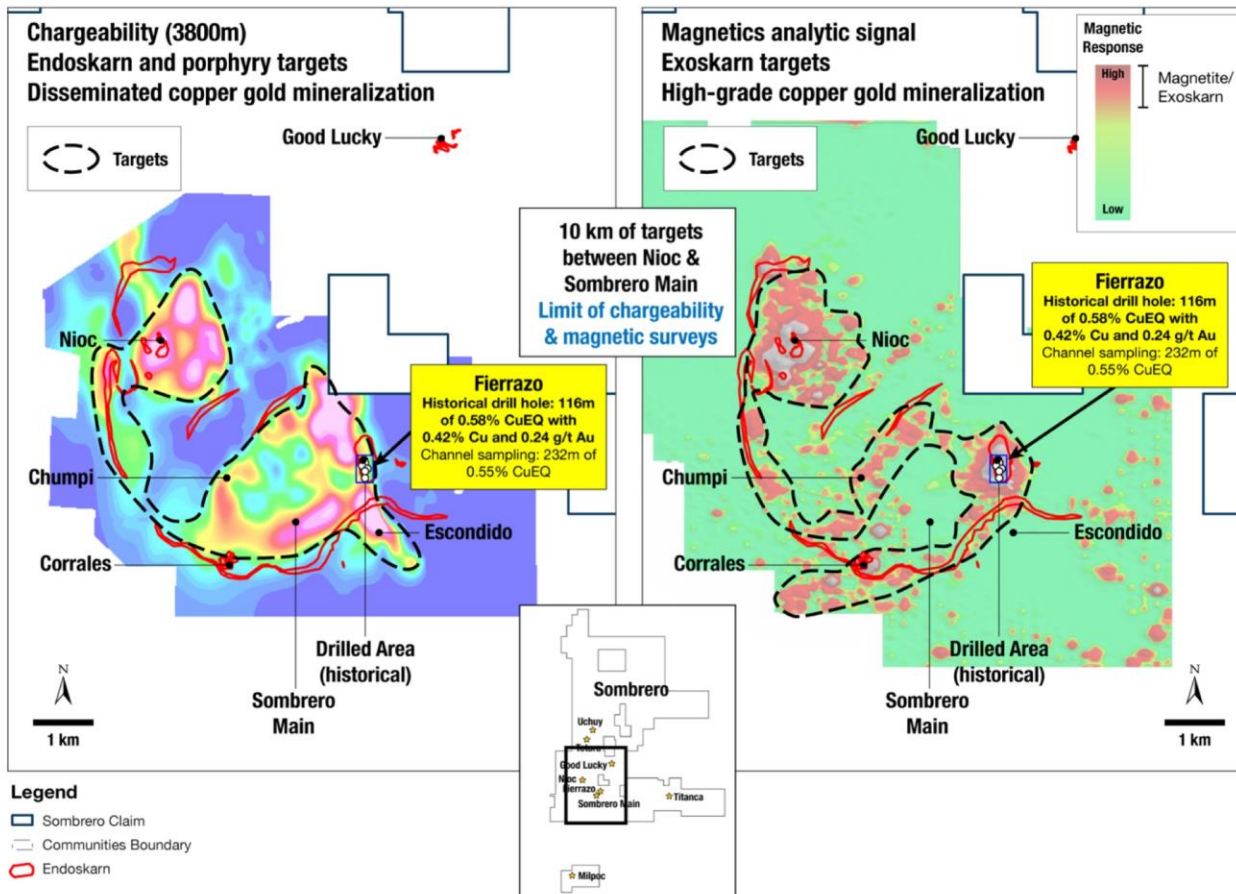 Chargeability (3800m)
Endoskarn and porphyry targets
Disseminated copper gold mineralization
Targets
Good Lucky
Nioc
Chumpi
Corrales
Escondido
Drilled Area
(historical)
Sombrero
Main
N
1 km
10 km of targets
between Nioc &
Sombrero Main
Limit of chargeability
& magnetic surveys
Fierrazo
Historical drill hole: 116m
of 0.58% CuEQ with
0.42% Cu and 0.24 g/t Au
Channel sampling: 232m of
0.55% CuEQ
Magnetics analytic signal
Exoskarn targets
High-grade copper gold mineralization
Targets
Good Lucky
Magnetic
Response
High
Magnetite/
Exoskarn
Low
Fierrazo
Historical drill hole: 116m
of 0.58% CuEQ with
0.42% Cu and 0.24 g/t Au
Channel sampling: 232m of
0.55% CuEQ
Nioc
Chumpi
Corrales
Escondido
Drilled Area
(historical)
Sombrero
Main
N
1 km
Sombrero
Uchuy
Totora
Good Lucky
Nioc
Fierrazo
Sombrero Main
Titanca
Milpoc
Legend
Sombrero Claim
Communities Boundary
Endoskarn